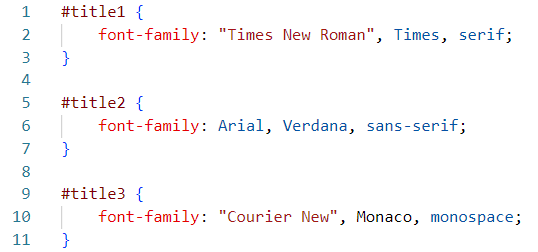 1 #title1 {
2 font-family: "Times New Roman", Times, serif;
3 }
4
5 #title2 {
6 font-family: Arial, Verdana, sans-serif;
7 }
8
9 #title3 {
10 font-family: "Courier New", Monaco, monospace;
11 }